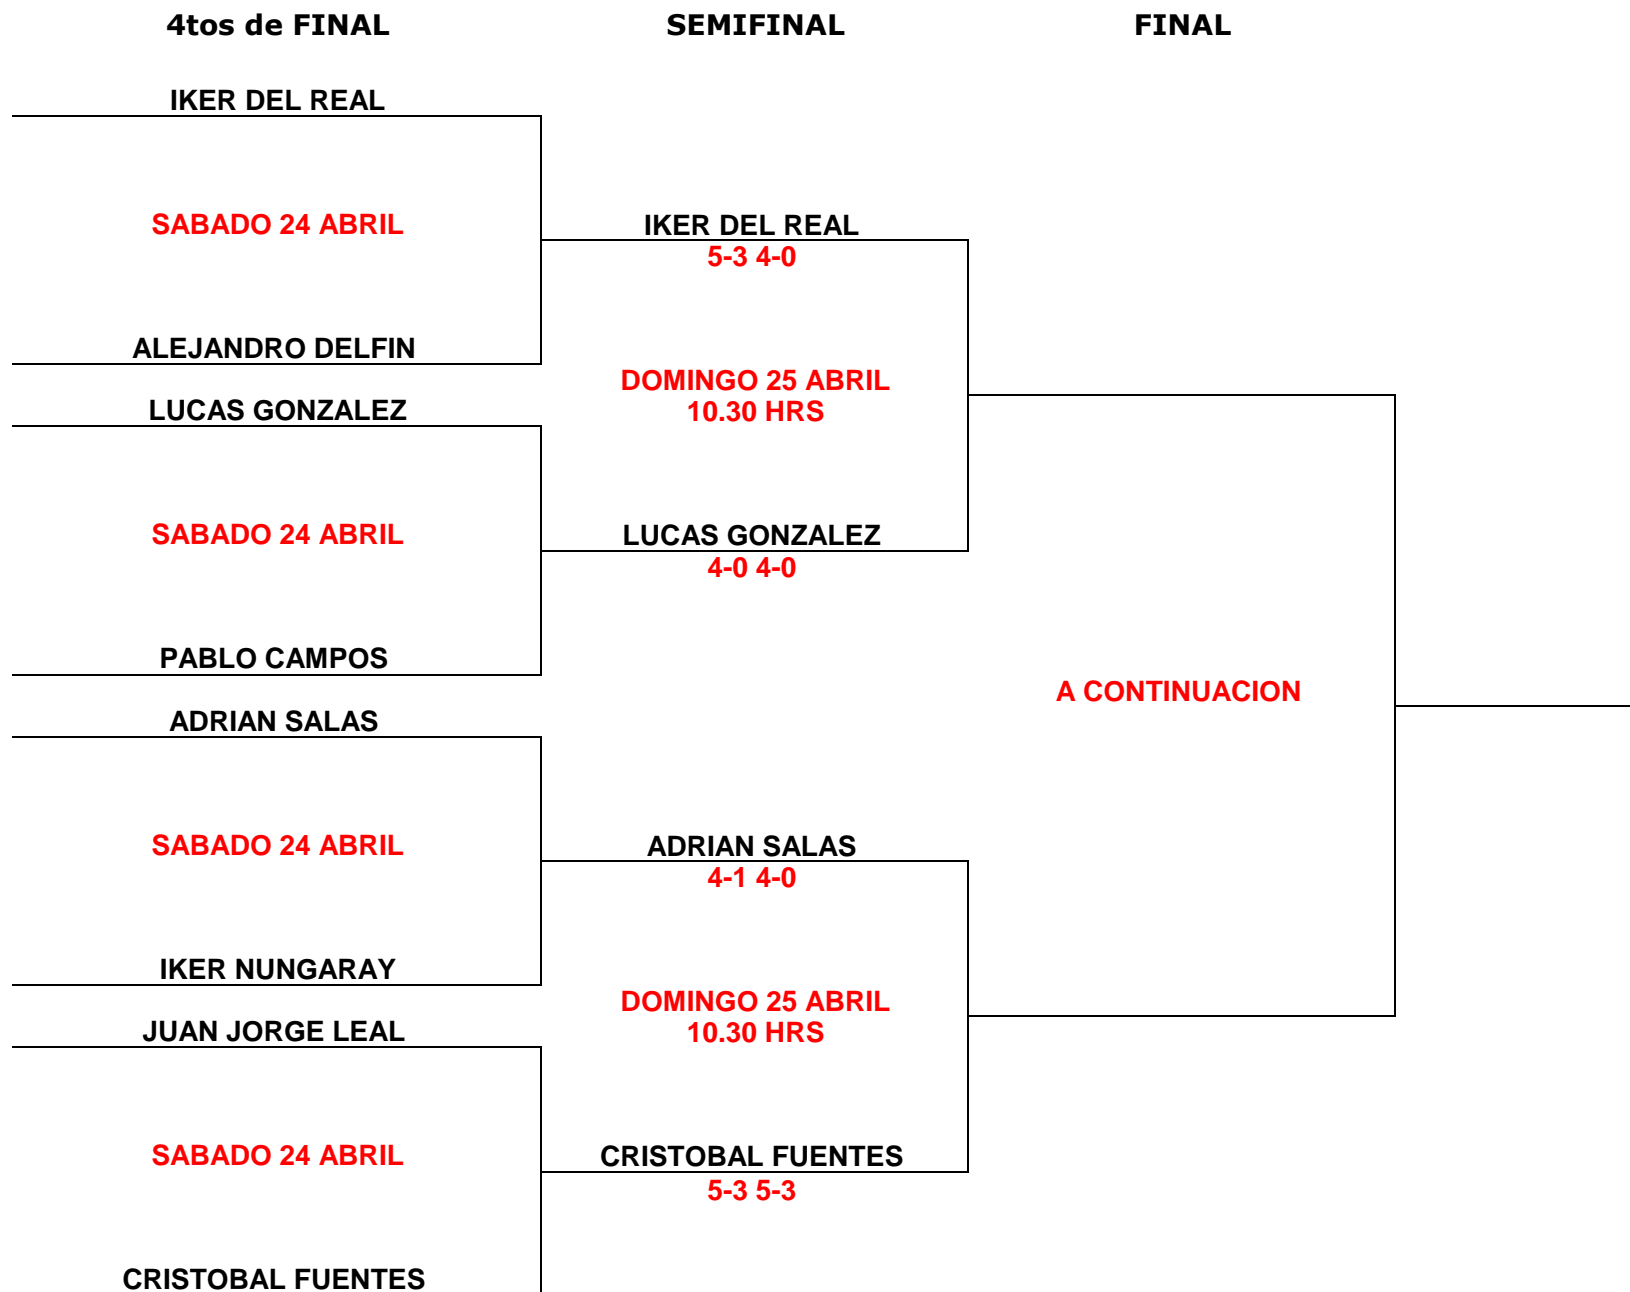 4tos de FINAL
SEMIFINAL
FINAL
IKER DEL REAL
SABADO 24 ABRIL
IKER DEL REAL
5-3 4-0
ALEJANDRO DELFIN
DOMINGO 25 ABRIL
10.30 HRS
LUCAS GONZALEZ
SABADO 24 ABRIL
LUCAS GONZALEZ
4-0 4-0
PABLO CAMPOS
A CONTINUACION
ADRIAN SALAS
SABADO 24 ABRIL
ADRIAN SALAS
4-1 4-0
IKER NUNGARAY
DOMINGO 25 ABRIL
10.30 HRS
JUAN JORGE LEAL
SABADO 24 ABRIL
CRISTOBAL FUENTES
5-3 5-3
CRISTOBAL FUENTES